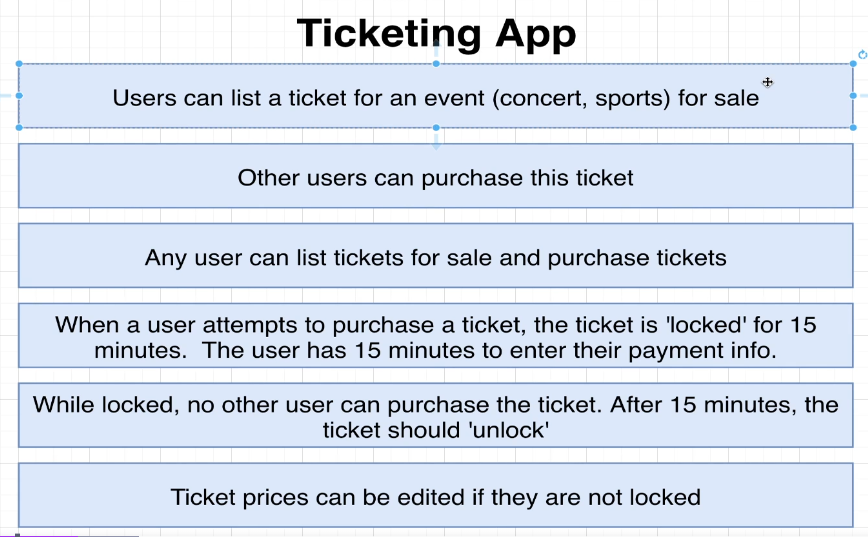 Ticketing App
Users can list a ticket for an event (concert, sports) for sale
Other users can purchase this ticket
Any user can list tickets for sale and purchase tickets
When a user attempts to purchase a ticket, the ticket is 'locked' for 15
minutes.  The user has 15 minutes to enter their payment info.
While locked, no other user can purchase the ticket. After 15 minutes, the
ticket should 'unlock'
Ticket prices can be edited if they are not locked